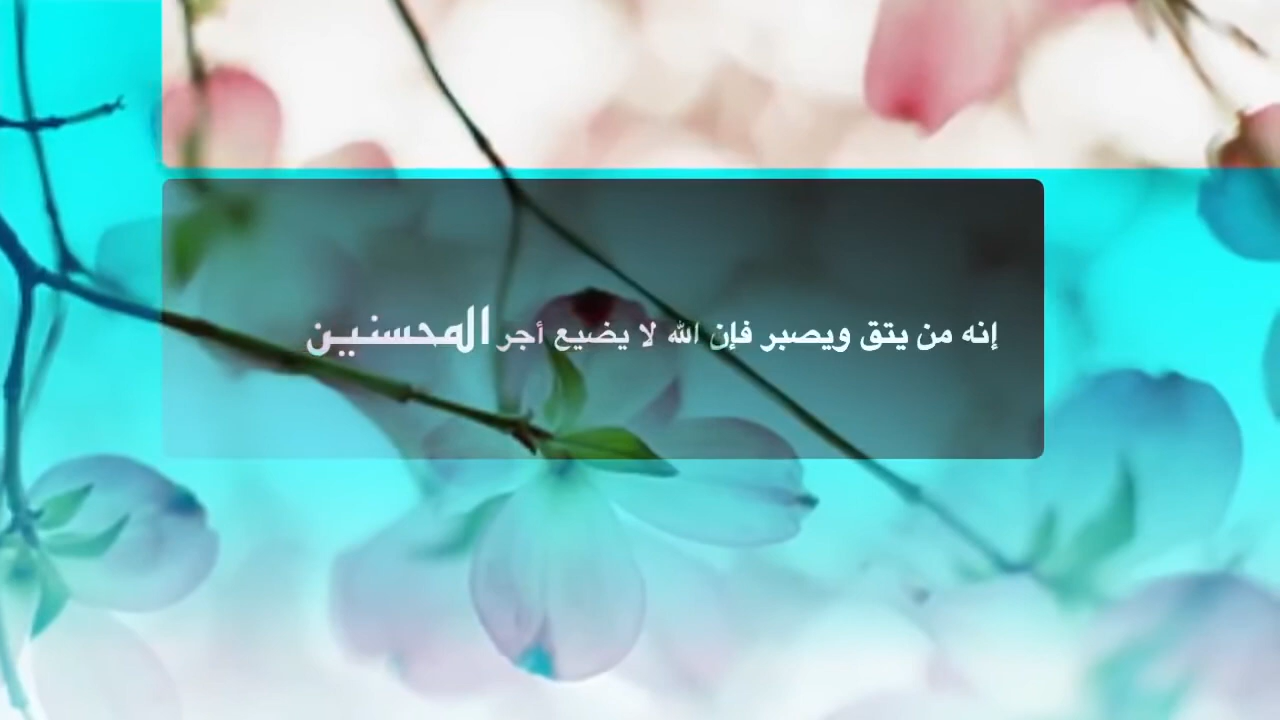 إنه من يتق ويصبر فإن الله لا يضيع أجر المحسنين